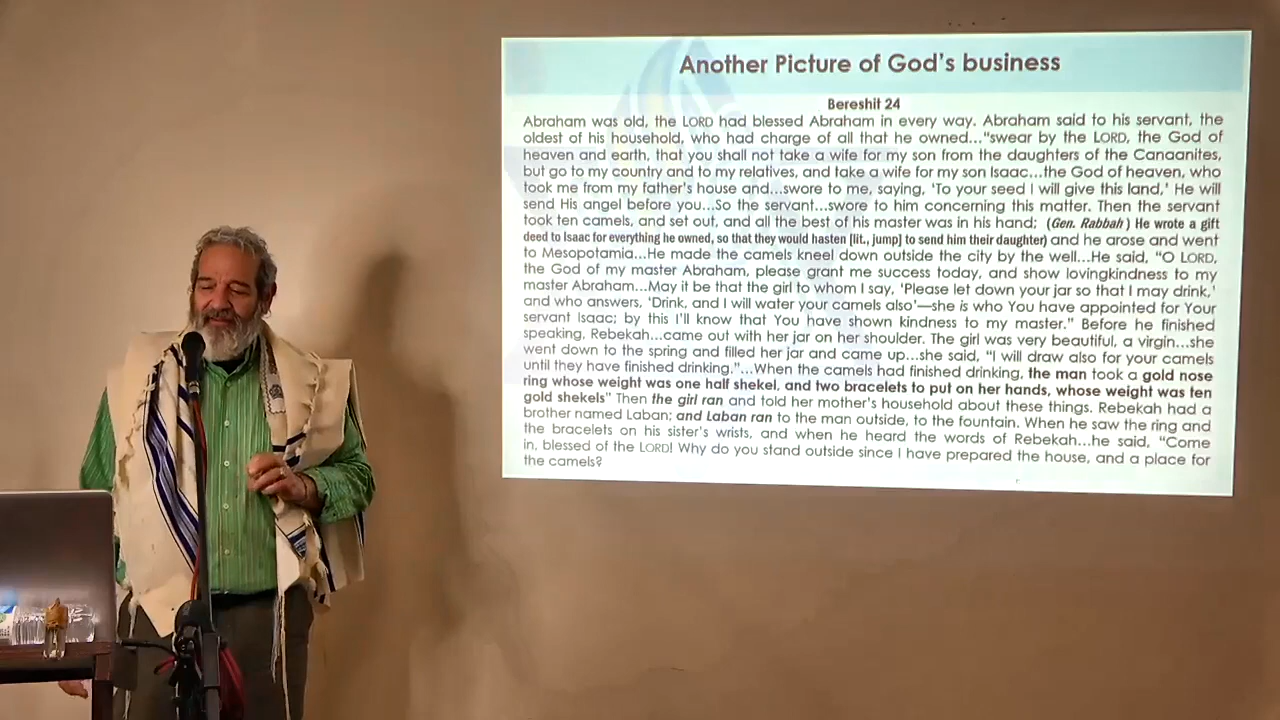 Another Picture of God's business
Bereshit 24
Abraham was old, the LORD had blessed Abraham in every way. Abraham said to his servant, the
oldest of his household, who had charge of all that he owned…"swear by the LORD, the God of
heaven and earth, that you shall not take a wife for my son from the daughters of the Canaanites,
but go to my country and to my relatives, and take a wife for my son Isaac…the God of heaven, who
took me from my father's house and…swore to me, saying, 'To your seed I will give this land,' He will
send His angel before you…So the servant…swore to him concerning this matter. Then the servant
took ten camels, and set out, and all the best of his master was in his hand; (Gen. Rabbah) He wrote a gift
deed to Isaac for everything he owned, so that they would hasten [lit., jump] to send him their daughter) and he arose and went
to Mesopotamia…He made the camels kneel down outside the city by the well…He said, "O LORD,
the God of my master Abraham, please grant me success today, and show lovingkindness to my
master Abraham…May it be that the girl to whom I say, 'Please let down your jar so that I may drink,'
and who answers, 'Drink, and I will water your camels also'—she is who You have appointed for Your
servant Isaac; by this I'll know that You have shown kindness to my master." Before he finished
speaking, Rebekah…came out with her jar on her shoulder. The girl was very beautiful, a virgin…she
went down to the spring and filled her jar and came up…she said, "I will draw also for your camels
until they have finished drinking."…When the camels had finished drinking, the man took a gold nose
ring whose weight was one half shekel, and two bracelets to put on her hands, whose weight was ten
gold shekels" Then the girl ran and told her mother's household about these things. Rebekah had a
brother named Laban; and Laban ran to the man outside, to the fountain. When he saw the ring and
the bracelets on his sister's wrists, and when he heard the words of Rebekah…he said, "Come
in, blessed of the LORD! Why do you stand outside since I have prepared the house, and a place for
the camels?